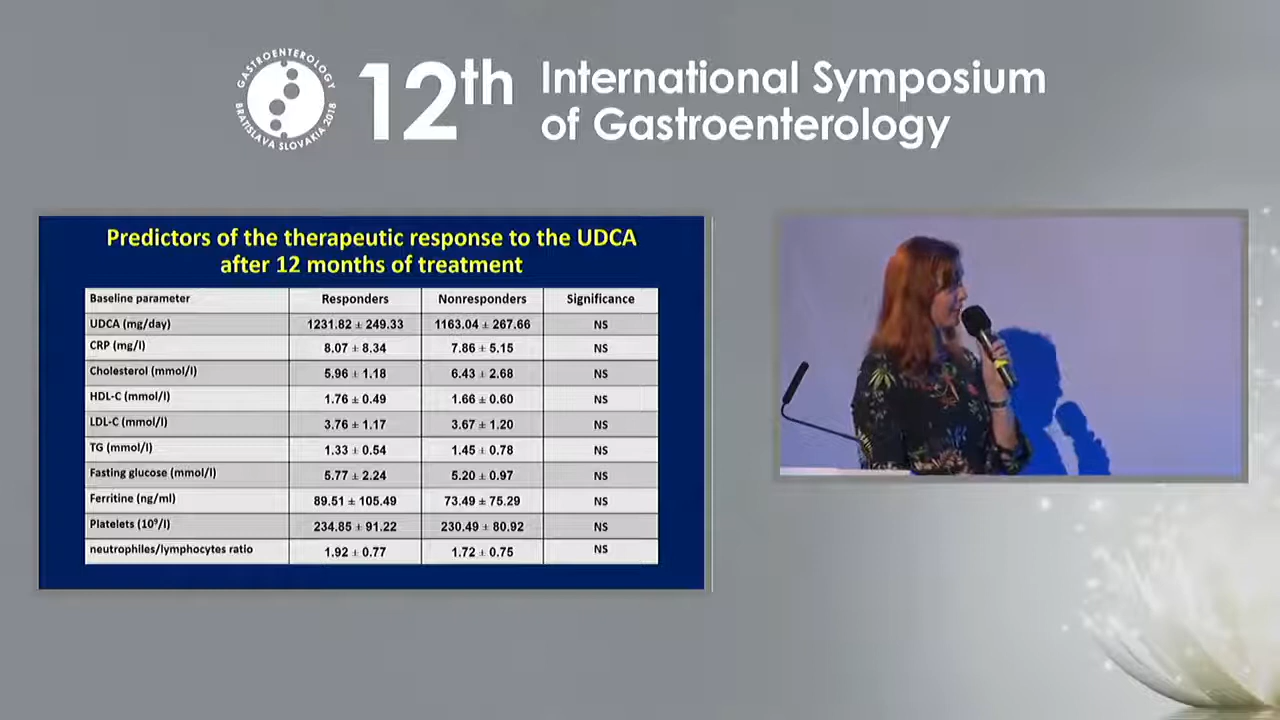 GASTROENTEROLOGY
BRATISLAVA SLOVAKIA 2018
12th
International Symposium
of Gastroenterology
Predictors of the therapeutic response to the UDCA
after 12 months of treatment
Baseline parameter Responders Nonresponders Significance
UDCA (mg/day) 1231.82 ± 249.33 1163.04 ± 267.66 NS
CRP (mg/l) 8.07 ± 8.34 7.86 ± 5.15 NS
Cholesterol (mmol/l) 5.96 ± 1.18 6.43 ± 2.68 NS
HDL-C (mmol/l) 1.76 ± 0.49 1.66 ± 0.60 NS
LDL-C (mmol/l) 3.76 ± 1.17 3.67 ± 1.20 NS
TG (mmol/l) 1.33 ± 0.54 1.45 ± 0.78 NS
Fasting glucose (mmol/l) 5.77 ± 2.24 5.20 ± 0.97 NS
Ferritine (ng/ml) 89.51 ± 105.49 73.49 ± 75.29 NS
Platelets (10⁹/l) 234.85 ± 91.22 230.49 ± 80.92 NS
neutrophiles/lymphocytes ratio 1.92 ± 0.77 1.72 ± 0.75 NS